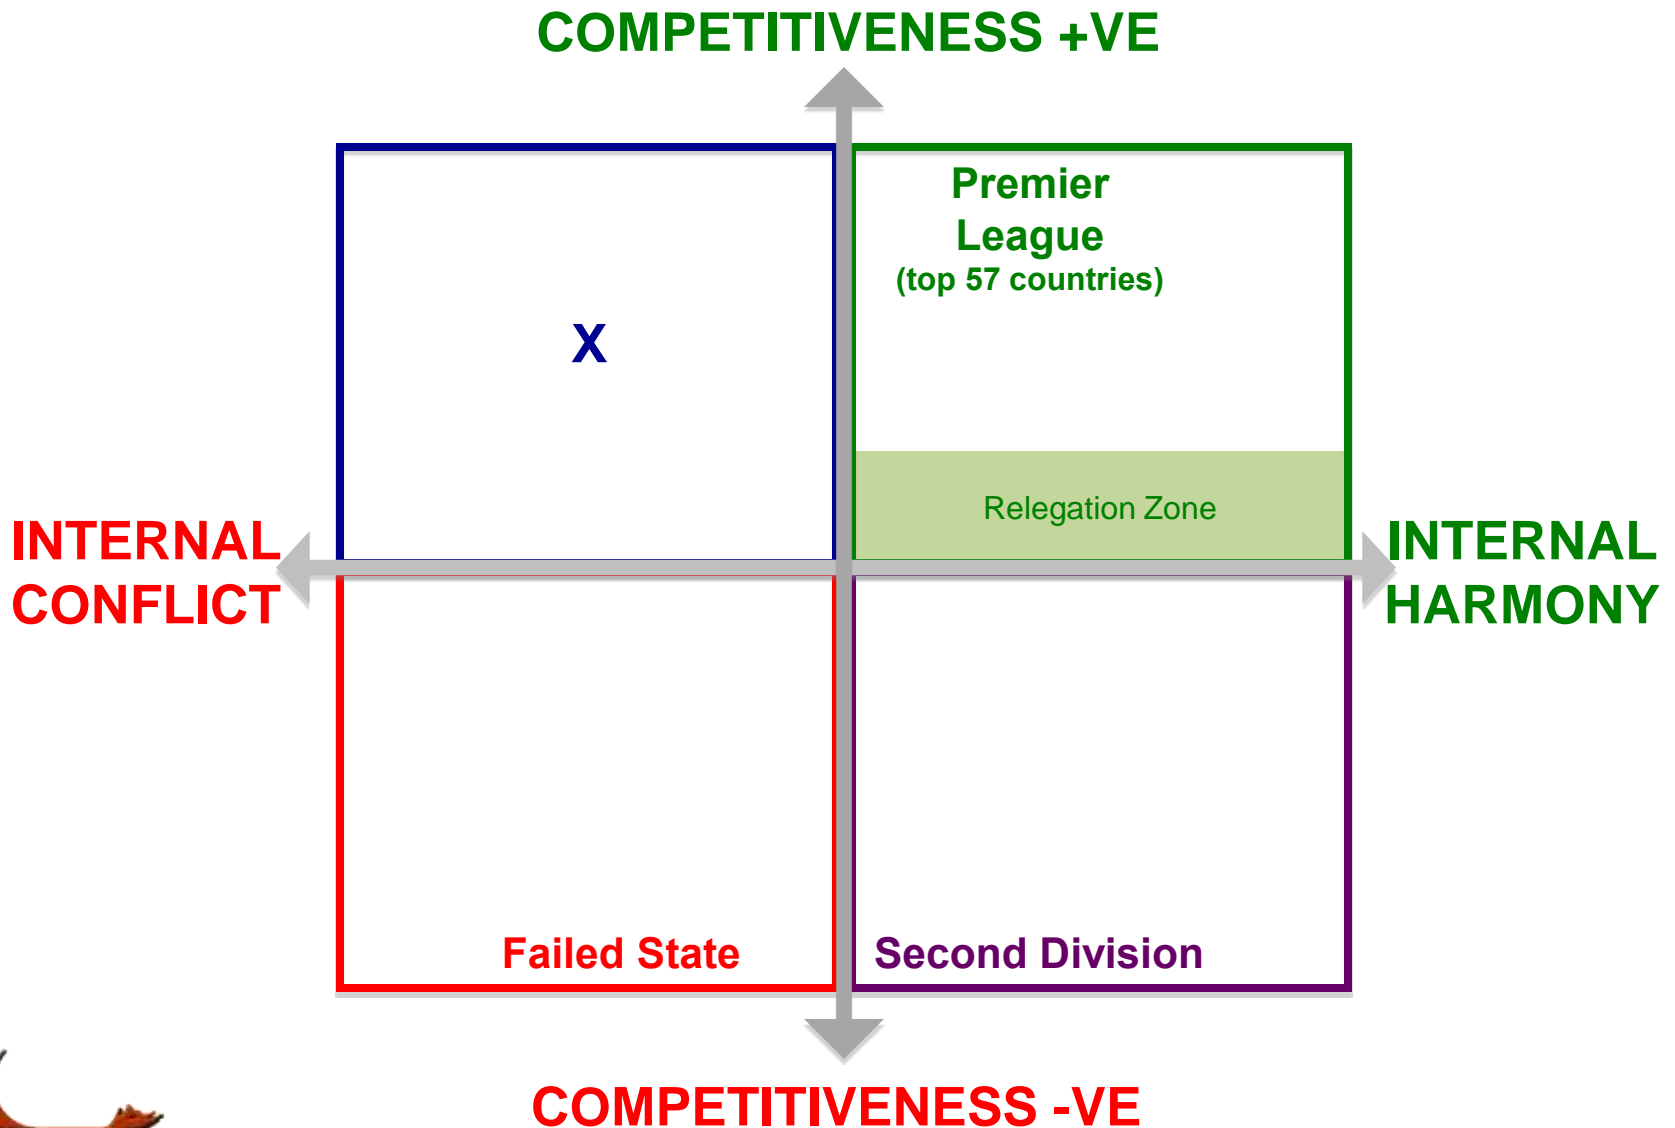 COMPETITIVENESS +VE
Premier
League
(top 57 countries)
X
Relegation Zone
INTERNAL
CONFLICT
INTERNAL
HARMONY
Failed State
Second Division
COMPETITIVENESS -VE